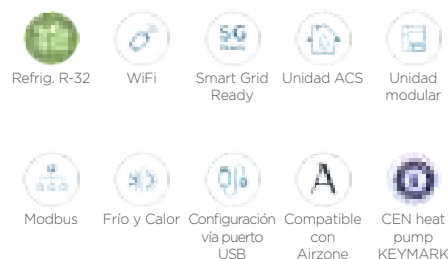 SG
Refrig. R-32
WiFi
Smart Grid
Ready
Unidad ACS
Unidad
modular
A
Modbus
Frío y Calor
Configuración
vía puerto
USB
Compatible
con
Airzone
CEN heat
pump
KEYMARK